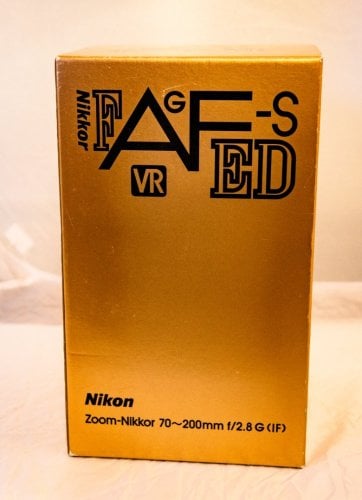 Nikkor
F AF-S
G
VR ED
Nikon
Zoom-Nikkor 70~200mm f/2.8 G (IF)